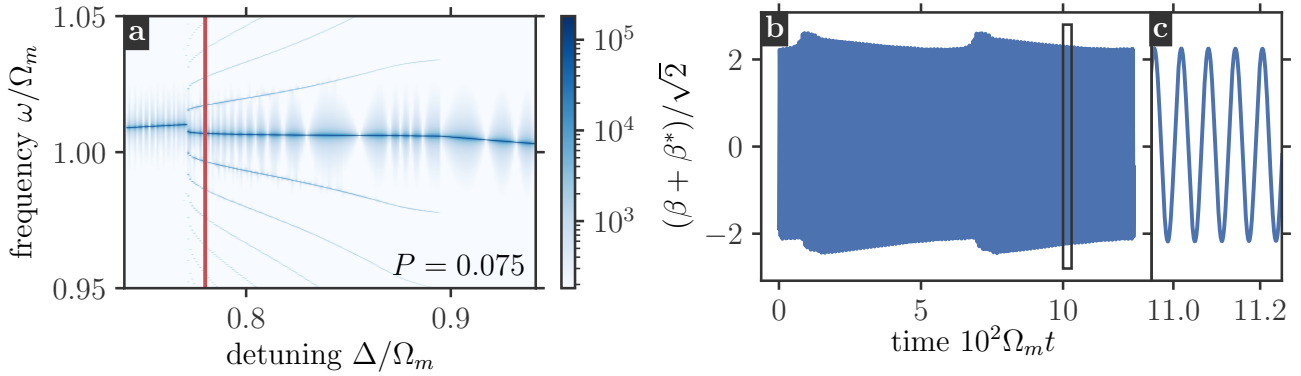 a
1.05
1.00
0.95
frequency ω/Ω_m
0.8
0.9
detuning Δ/Ω_m
P = 0.075
10^5
10^4
10^3
b
2
0
−2
(β + β*)/√2
0
5
10
time 10^2Ω_m t
c
11.0
11.2